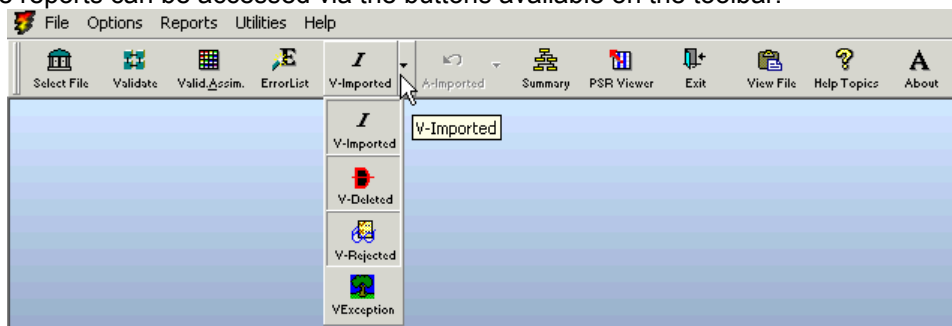 reports can be accessed via the buttons available on the toolbar.
File Options Reports Utilities Help
Select File Validate Valid.Assim. ErrorList V-Imported A-Imported Summary PSR Viewer Exit View File Help Topics About
V-Imported
V-Imported
V-Deleted
V-Rejected
VException